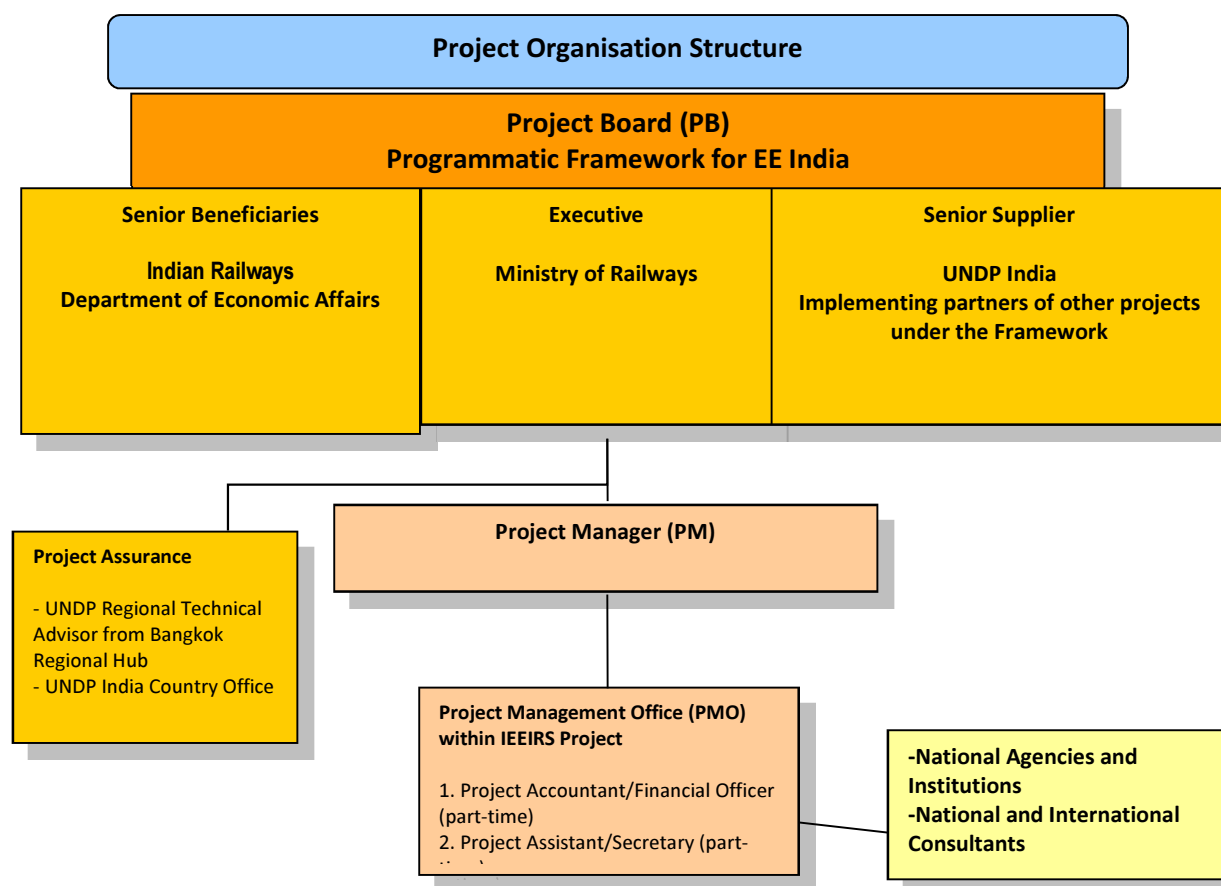 Project Organisation Structure
Project Board (PB)
Programmatic Framework for EE India
Senior Beneficiaries
Indian Railways
Department of Economic Affairs
Executive
Ministry of Railways
Senior Supplier
UNDP India
Implementing partners of other projects
under the Framework
Project Assurance
- UNDP Regional Technical
Advisor from Bangkok
Regional Hub
- UNDP India Country Office
Project Manager (PM)
Project Management Office (PMO)
within IEEIRS Project
1. Project Accountant/Financial Officer
(part-time)
2. Project Assistant/Secretary (part-
-National Agencies and
Institutions
-National and International
Consultants